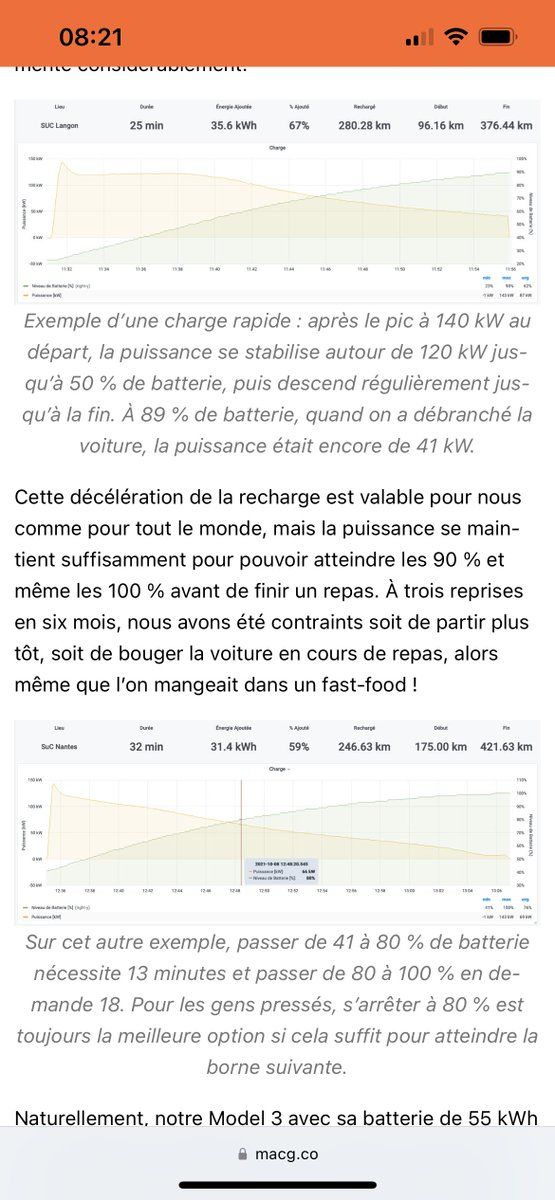 08:21
mente considérablement.
Lieu Durée Énergie Ajoutée % Ajouté Rechargé Début Fin
SUC Langon 25 min 35.6 kWh 67% 280.28 km 96.16 km 376.44 km
Charge
150 kW
100 kW
50 kW
0 kW
-50 kW
Puissance [kW]
100%
90%
80%
70%
60%
50%
40%
30%
20%
Niveau de Batterie [%]
11:32 11:34 11:36 11:38 11:40 11:42 11:44 11:46 11:48 11:50 11:52 11:54 11:56
min max avg
Niveau de Batterie [%] (right-y) 23% 90% 62%
Puissance [kW] -1 kW 143 kW 87 kW
Exemple d’une charge rapide : après le pic à 140 kW au
départ, la puissance se stabilise autour de 120 kW jus-
qu’à 50 % de batterie, puis descend régulièrement jus-
qu’à la fin. À 89 % de batterie, quand on a débranché la
voiture, la puissance était encore de 41 kW.
Cette décélération de la recharge est valable pour nous
comme pour tout le monde, mais la puissance se main-
tient suffisamment pour pouvoir atteindre les 90 % et
même les 100 % avant de finir un repas. À trois reprises
en six mois, nous avons été contraints soit de partir plus
tôt, soit de bouger la voiture en cours de repas, alors
même que l’on mangeait dans un fast-food !
Lieu Durée Énergie Ajoutée % Ajouté Rechargé Début Fin
SuC Nantes 32 min 31.4 kWh 59% 246.63 km 175.00 km 421.63 km
Charge
150 kW
100 kW
50 kW
0 kW
-50 kW
Puissance [kW]
110%
100%
90%
80%
70%
60%
50%
40%
30%
Niveau de Batterie [%]
2021-10-08 12:48:20.545
Puissance [kW] 64 kW
Niveau de Batterie [%] 80%
12:36 12:38 12:40 12:42 12:44 12:46 12:48 12:50 12:52 12:54 12:56 12:58 13:00 13:02 13:04 13:06
min max avg
Niveau de Batterie [%] (right-y) 41% 100% 76%
Puissance [kW] -1 kW 143 kW 69 kW
Sur cet autre exemple, passer de 41 à 80 % de batterie
nécessite 13 minutes et passer de 80 à 100 % en de-
mande 18. Pour les gens pressés, s’arrêter à 80 % est
toujours la meilleure option si cela suffit pour atteindre la
borne suivante.
Naturellement, notre Model 3 avec sa batterie de 55 kWh
macg.co